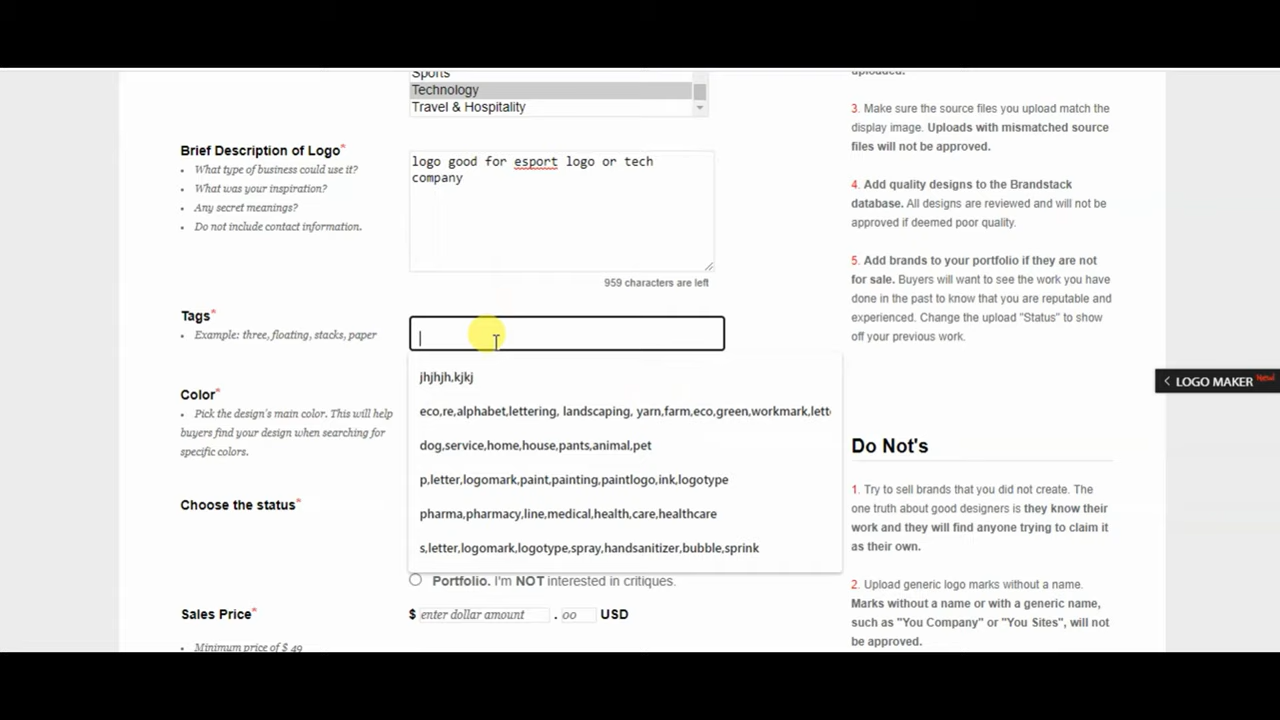 Sports
Technology
Travel & Hospitality
Brief Description of Logo*
• What type of business could use it?
• What was your inspiration?
• Any secret meanings?
• Do not include contact information.
logo good for esport logo or tech
company
959 characters are left
Tags*
• Example: three, floating, stacks, paper
jhjhjh,kjkj
eco,re,alphabet,lettering, landscaping, yarn,farm,eco,green,workmark,lette
dog,service,home,house,pants,animal,pet
p,letter,logomark,paint,painting,paintlogo,ink,logotype
pharma,pharmacy,line,medical,health,care,healthcare
s,letter,logomark,logotype,spray,handsanitizer,bubble,sprink
Color*
• Pick the design's main color. This will help
buyers find your design when searching for
specific colors.
Choose the status*
Portfolio. I'm NOT interested in critiques.
Sales Price*
$ enter dollar amount . 00 USD
• Minimum price of $ 49
uploaded.
3. Make sure the source files you upload match the
display image. Uploads with mismatched source
files will not be approved.
4. Add quality designs to the Brandstack
database. All designs are reviewed and will not be
approved if deemed poor quality.
5. Add brands to your portfolio if they are not
for sale. Buyers will want to see the work you have
done in the past to know that you are reputable and
experienced. Change the upload "Status" to show
off your previous work.
LOGO MAKER New!
Do Not's
1. Try to sell brands that you did not create. The
one truth about good designers is they know their
work and they will find anyone trying to claim it
as their own.
2. Upload generic logo marks without a name.
Marks without a name or with a generic name,
such as "You Company" or "You Sites", will not
be approved.